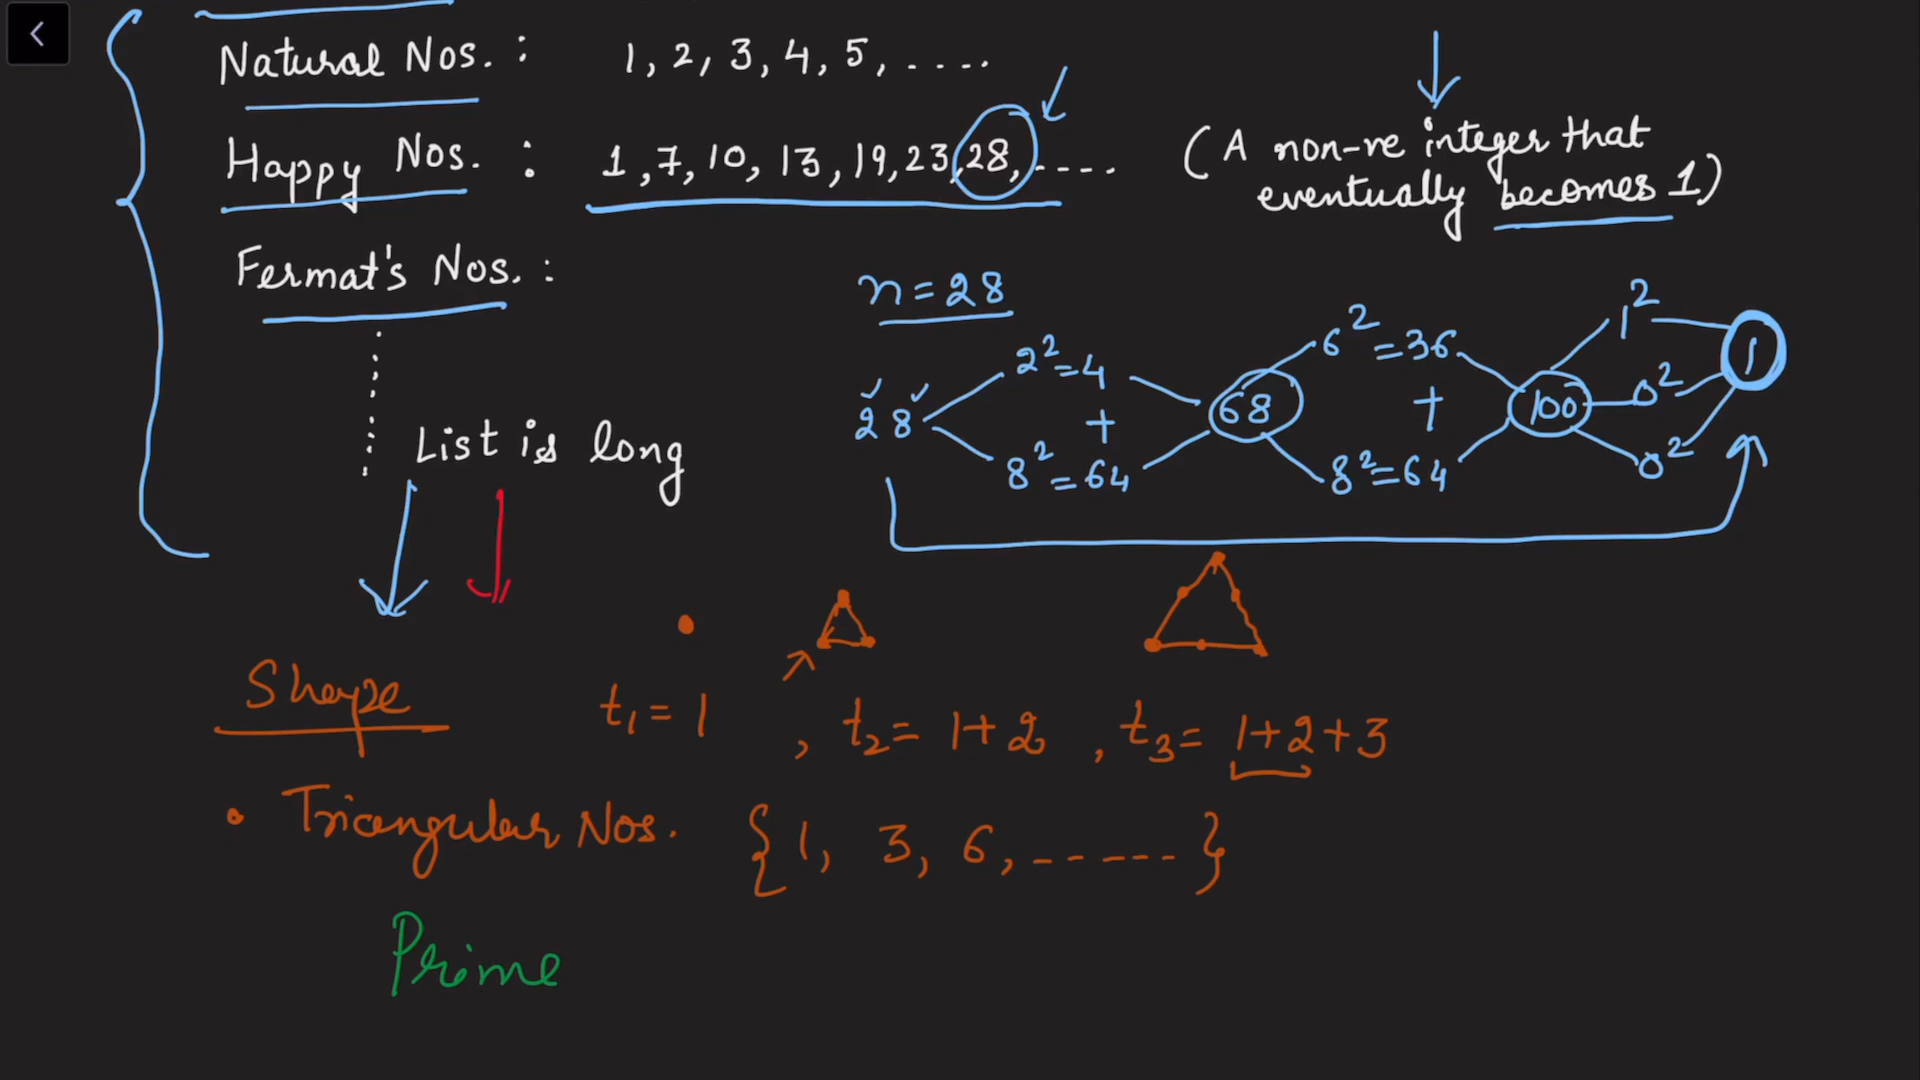 Natural Nos. : 1, 2, 3, 4, 5, ....
Happy Nos. : 1, 7, 10, 13, 19, 23, 28, ....
(A non-ve integer that
eventually becomes 1)
Fermat's Nos. :
n = 28
28
2² = 4
+
8² = 64
68
6² = 36
+
8² = 64
100
1²
0²
0²
1
List is long
Shape
t₁ = 1 , t₂ = 1+2 , t₃ = 1+2+3
• Triangular Nos. {1, 3, 6, ------}
Prime